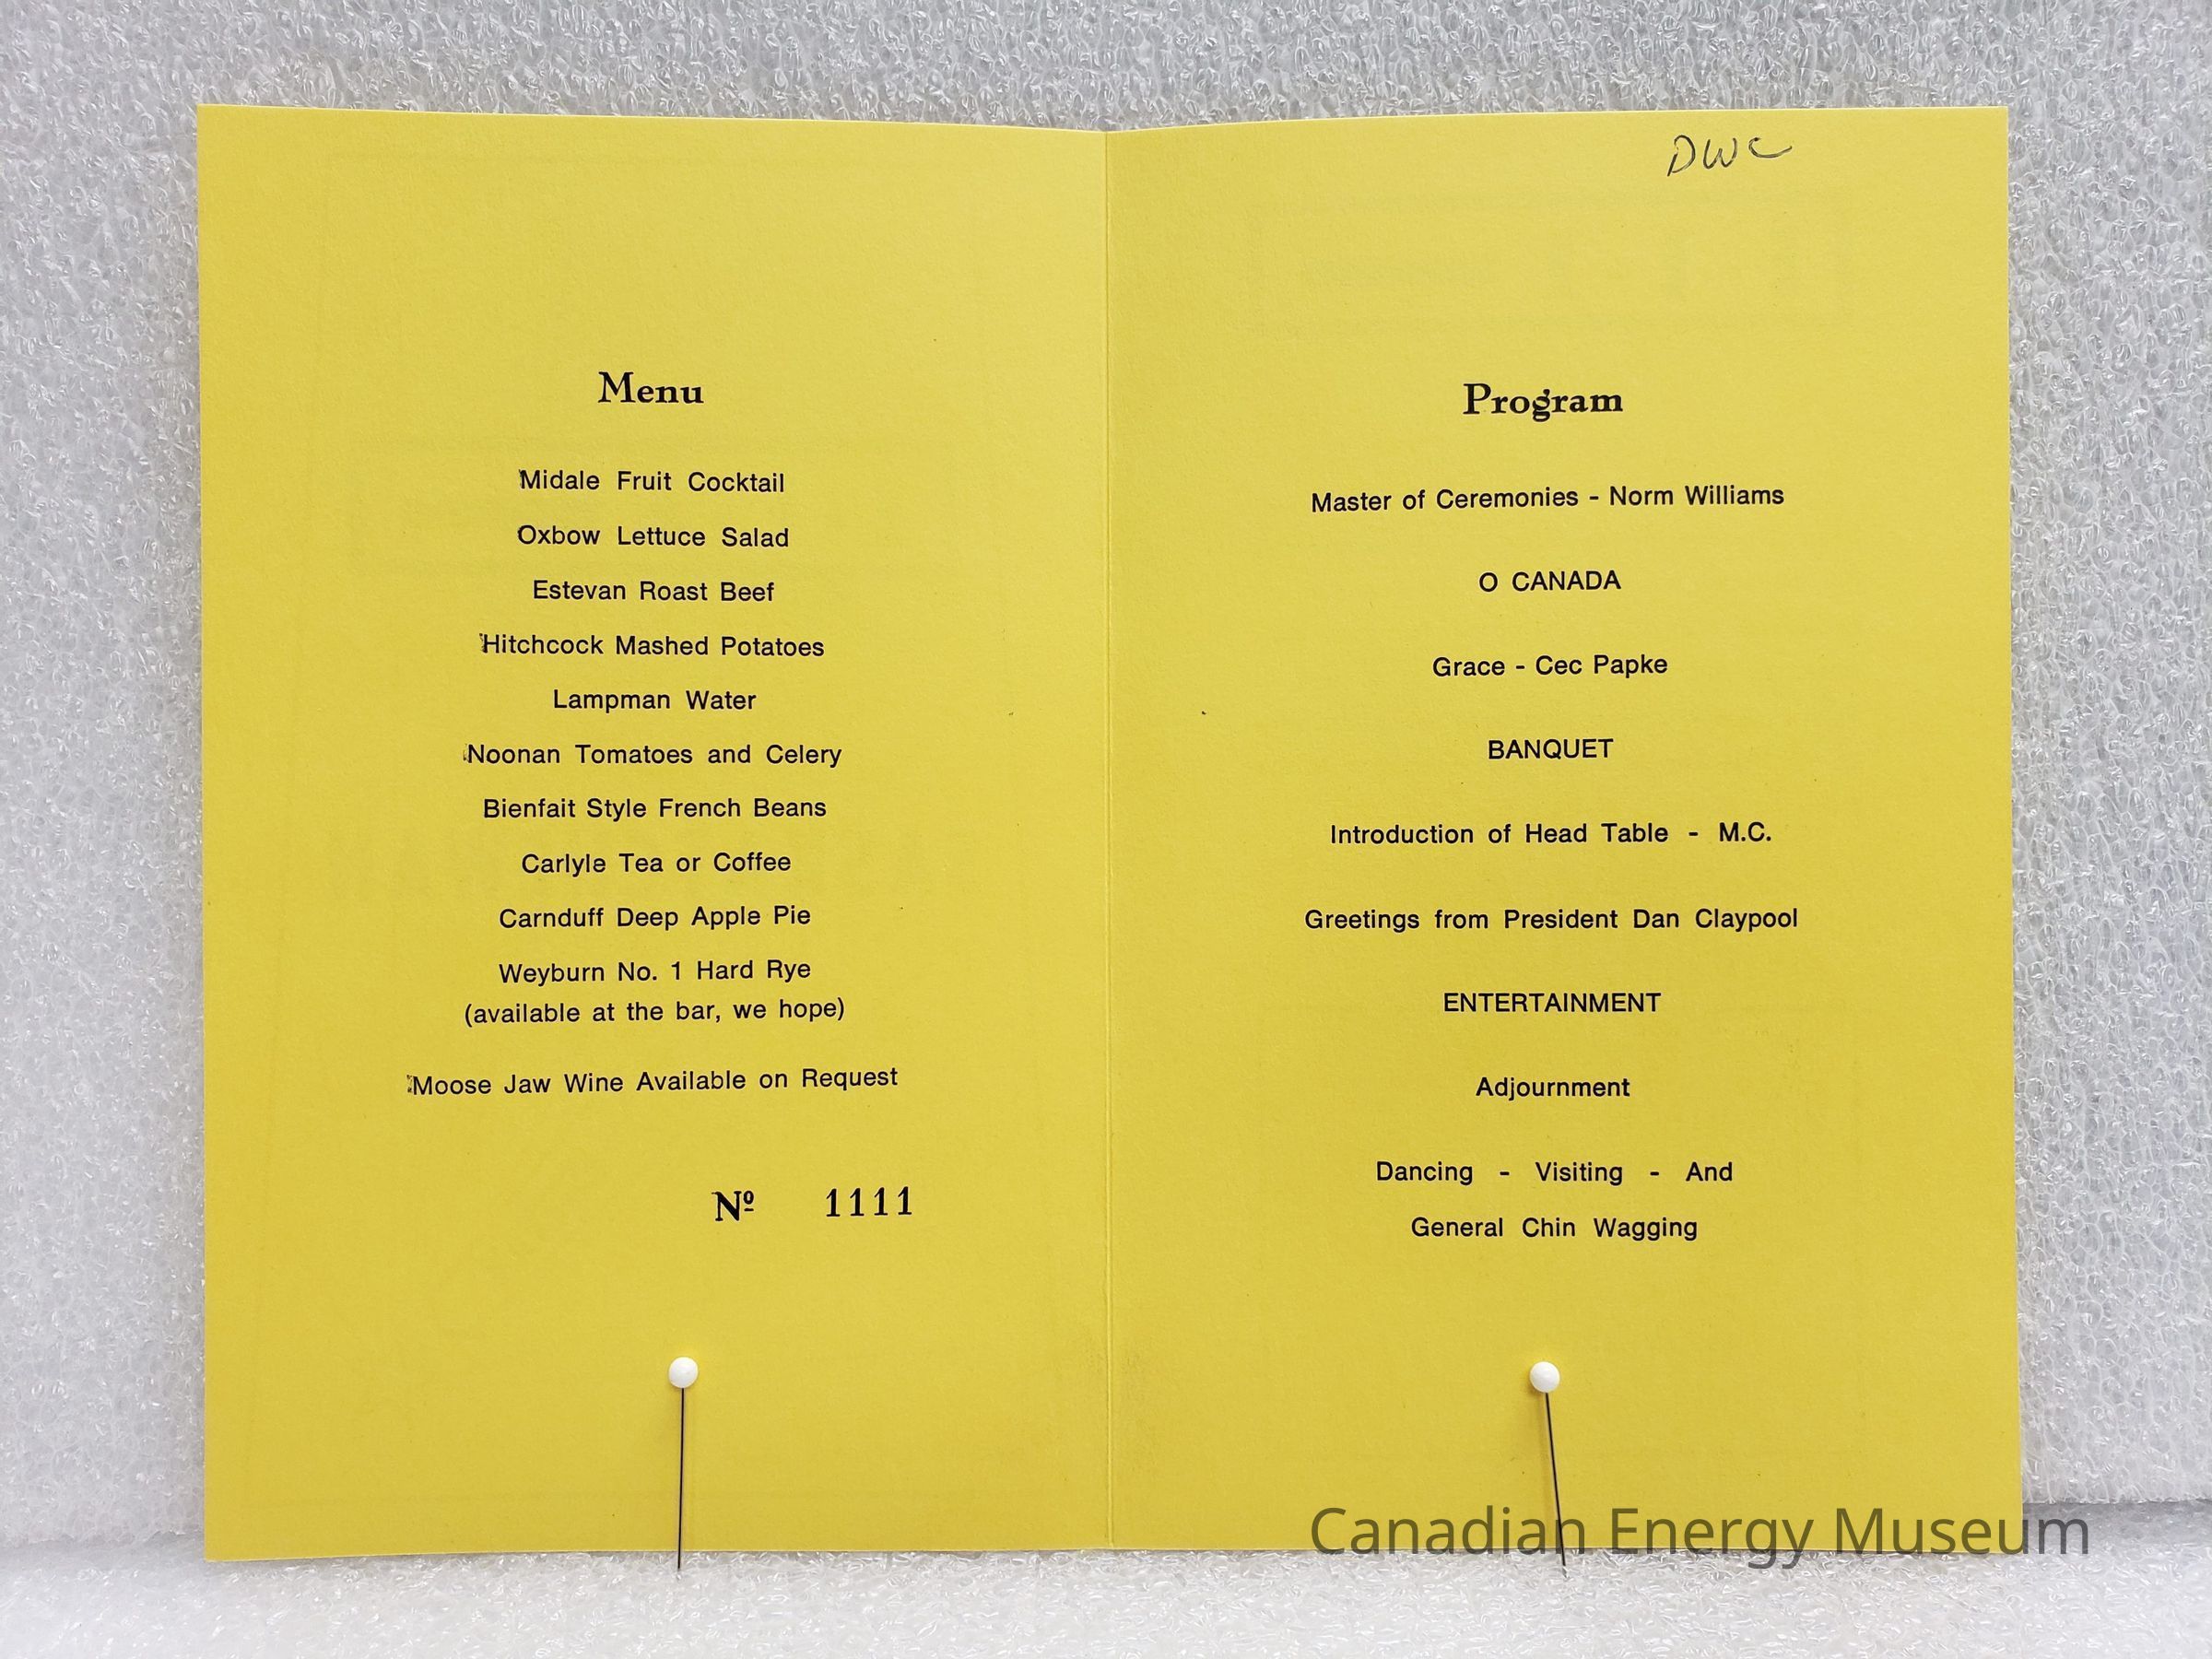 Menu
Midale Fruit Cocktail
Oxbow Lettuce Salad
Estevan Roast Beef
Hitchcock Mashed Potatoes
Lampman Water
Noonan Tomatoes and Celery
Bienfait Style French Beans
Carlyle Tea or Coffee
Carnduff Deep Apple Pie
Weyburn No. 1 Hard Rye
(available at the bar, we hope)
Moose Jaw Wine Available on Request
Nº 1111
DWC
Program
Master of Ceremonies - Norm Williams
O CANADA
Grace - Cec Papke
BANQUET
Introduction of Head Table - M.C.
Greetings from President Dan Claypool
ENTERTAINMENT
Adjournment
Dancing - Visiting - And
General Chin Wagging
Canadian Energy Museum